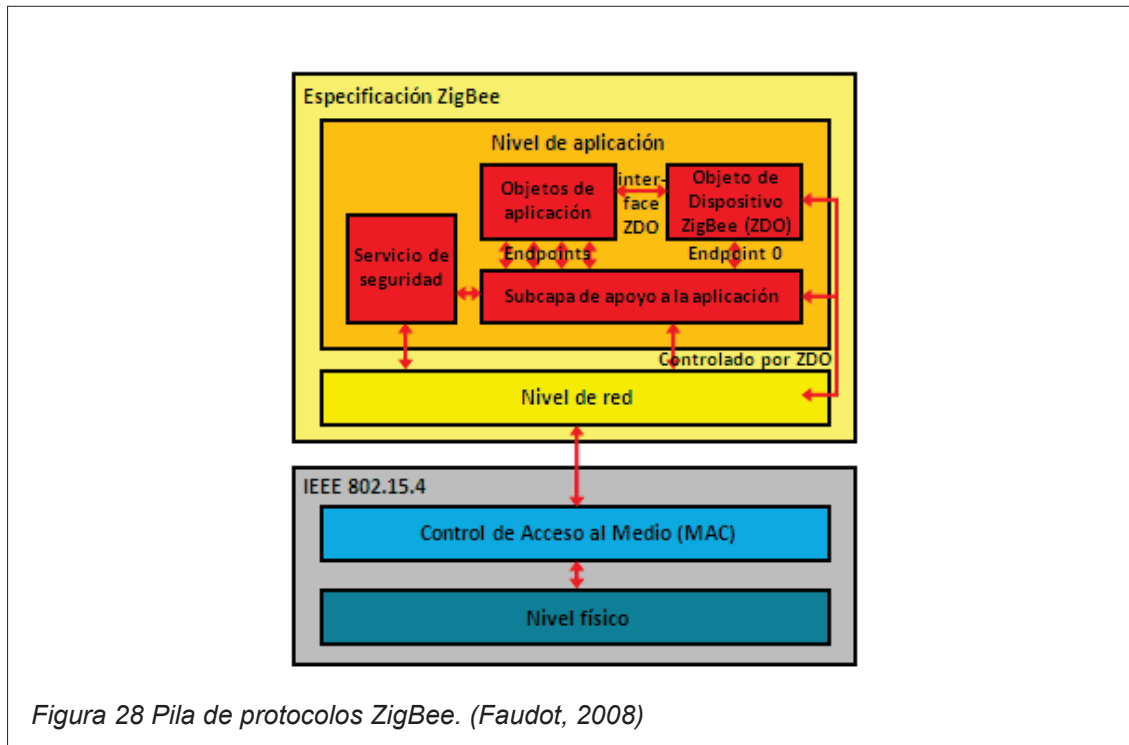 Especificación ZigBee
Nivel de aplicación
Objetos de
aplicación
inter-
face
ZDO
Objeto de
Dispositivo
ZigBee (ZDO)
Servicio de
seguridad
Endpoints
Endpoint 0
Subcapa de apoyo a la aplicación
Controlado por ZDO
Nivel de red
IEEE 802.15.4
Control de Acceso al Medio (MAC)
Nivel físico
Figura 28 Pila de protocolos ZigBee. (Faudot, 2008)